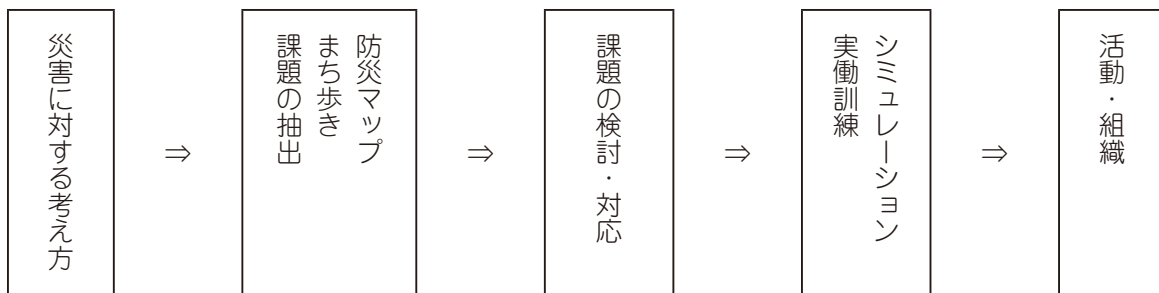 災害に対する考え方
⇒
防災マップ
まち歩き
課題の抽出
⇒
課題の検討・対応
⇒
シミュレーション
実働訓練
⇒
活動・組織